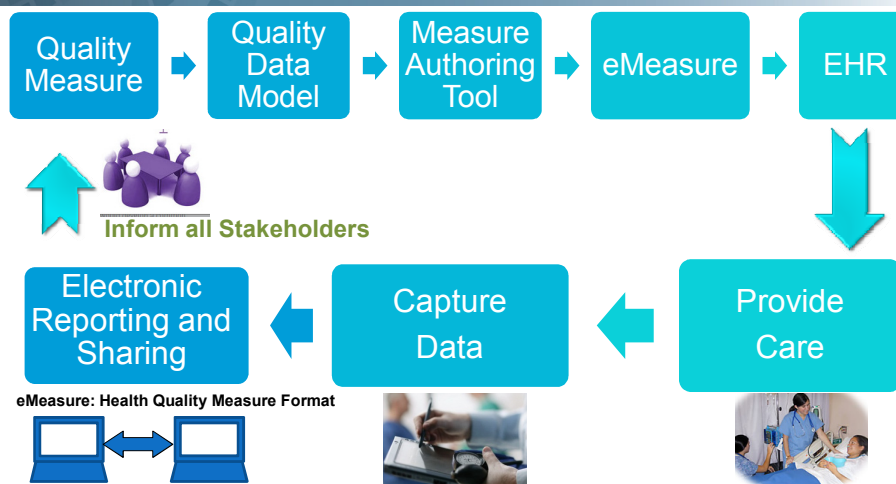 Quality
Measure
Quality
Data
Model
Measure
Authoring
Tool
eMeasure
EHR
Inform all Stakeholders
Electronic
Reporting and
Sharing
Capture
Data
Provide
Care
eMeasure: Health Quality Measure Format